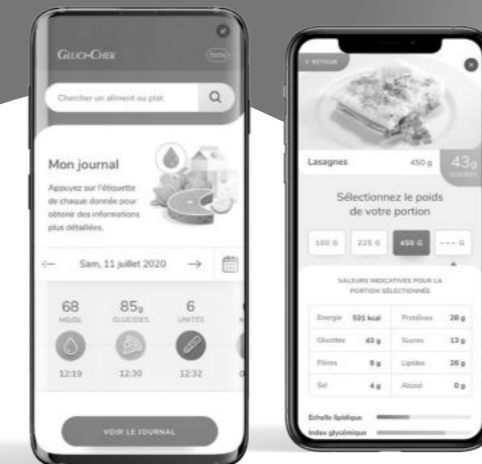 GLUCI-CHEK
Roche
Chercher un aliment ou plat
Mon journal
Appuyez sur l'étiquette
de chaque donnée pour
obtenir des informations
plus détaillées.
Sam, 11 juillet 2020
68
MG/DL
85g
GLUCIDES
6
UNITÉS
12:19
12:30
12:32
VOIR LE JOURNAL
RETOUR
Lasagnes
450 g
43g
GLUCIDES
Sélectionnez le poids
de votre portion
100 G
225 G
450 G
--- G
VALEURS INDICATIVES POUR LA
PORTION SÉLECTIONNÉE
Energie 531 kcal Protéines 28 g
Glucides 43 g Sucres 13 g
Fibres 9 g Lipides 26 g
Sel 4 g Alcool 0 g
Echelle lipidique
Index glycémique